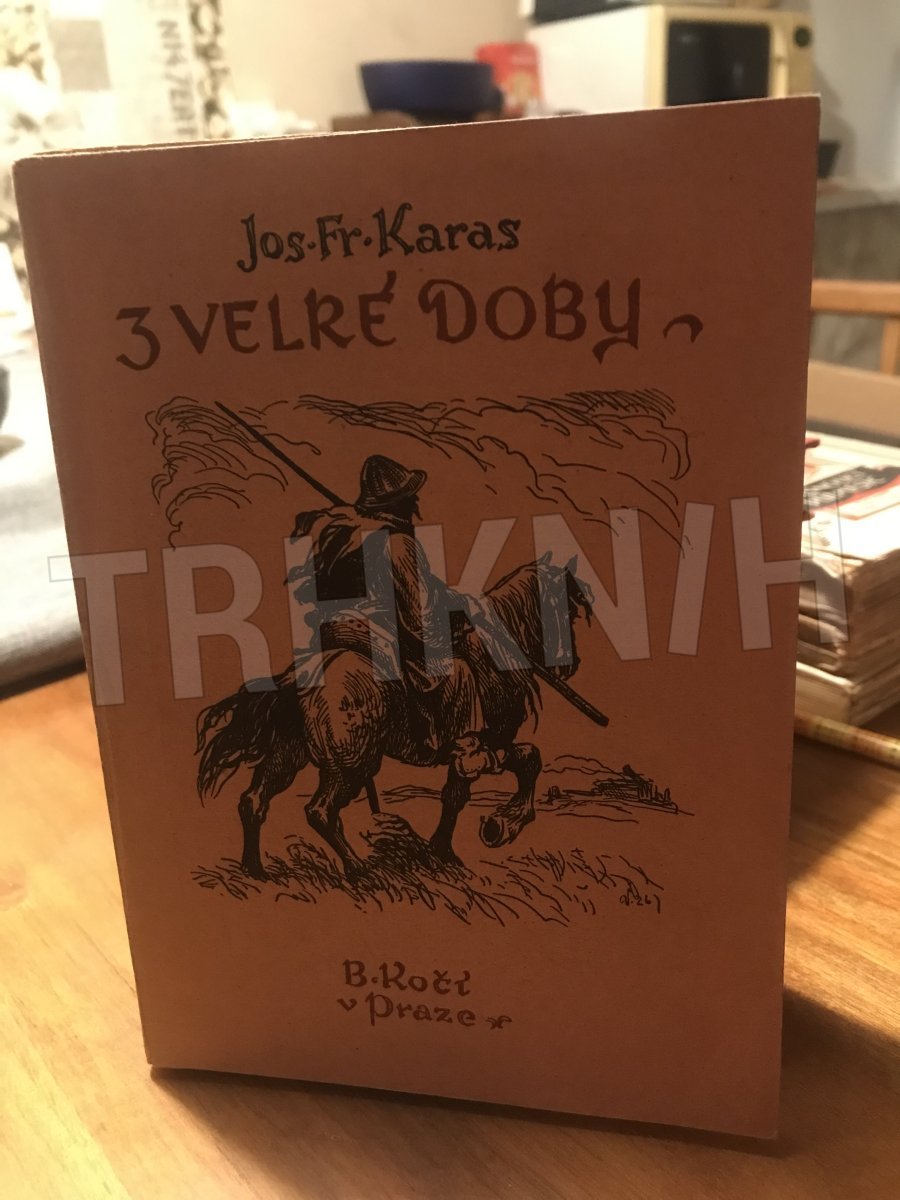 Jos. Fr. Karas
Z VELKÉ DOBY
TRHKNIH
B. Kočí
v Praze